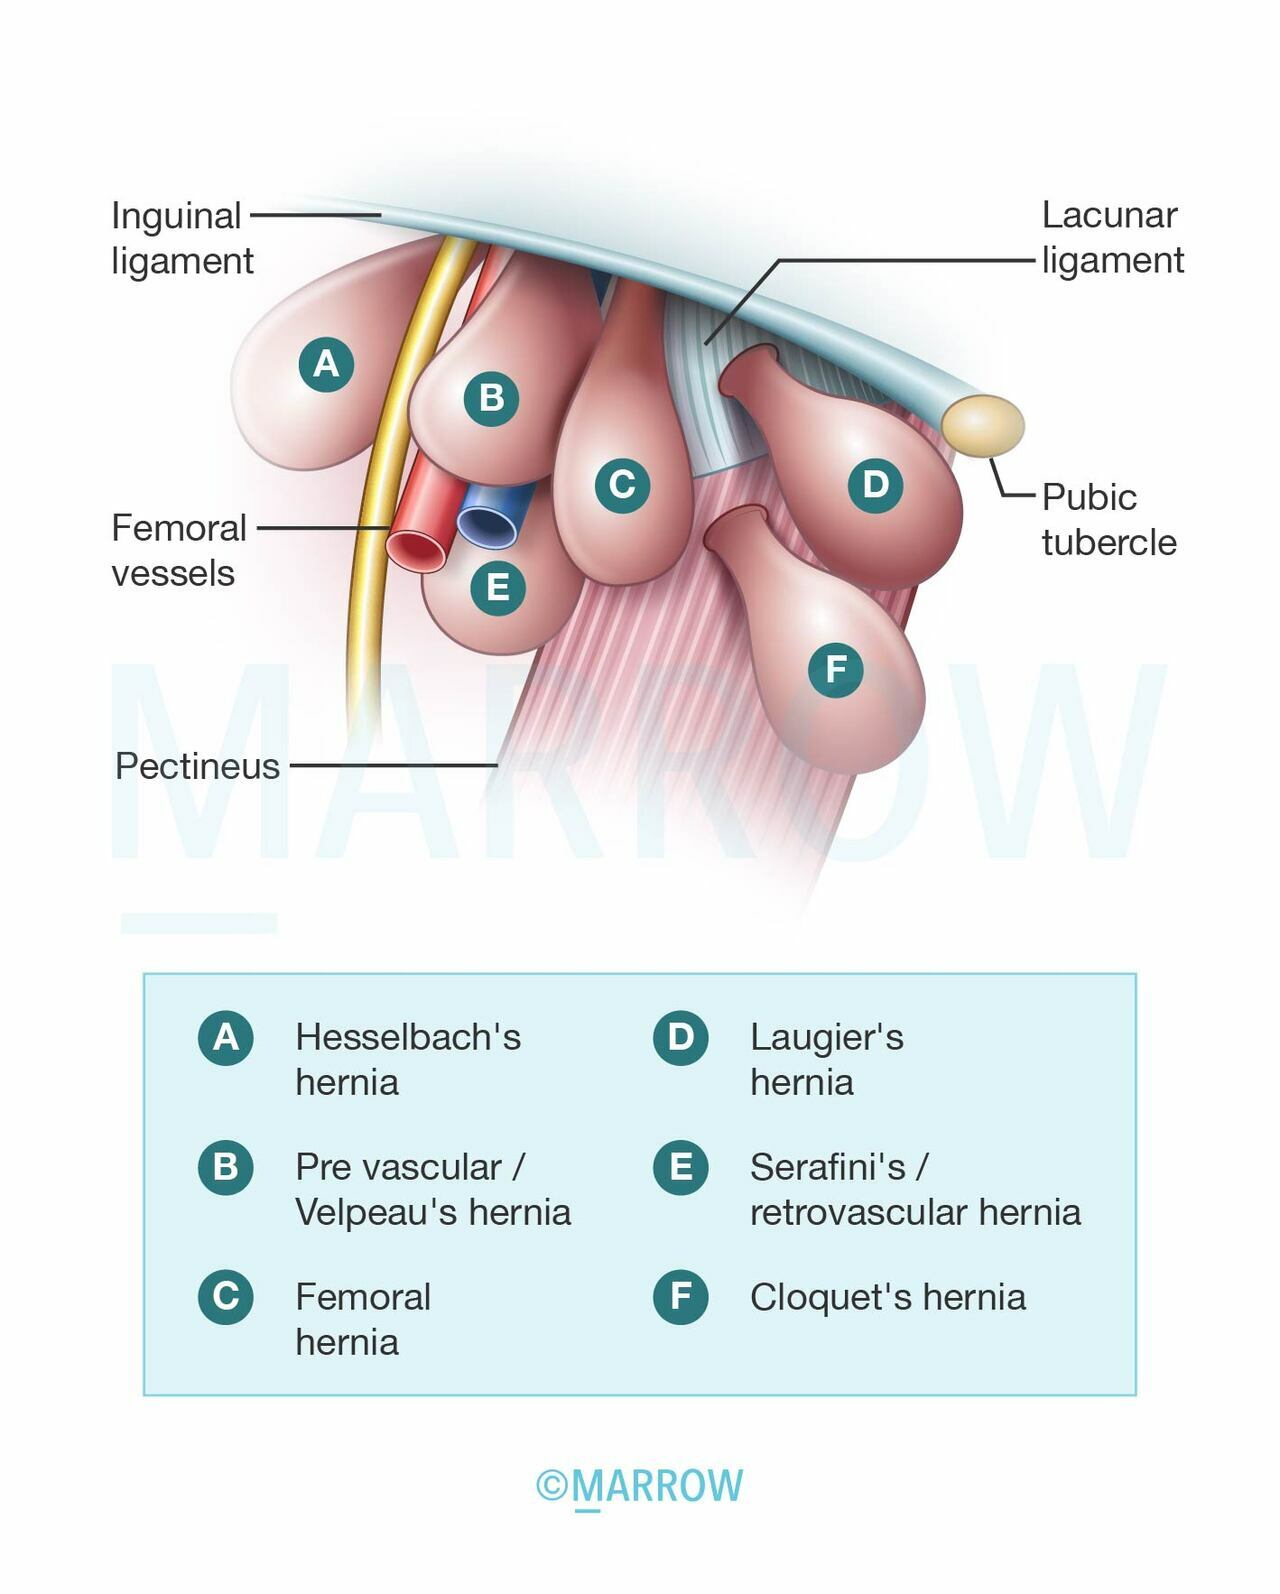 Inguinal
ligament
Lacunar
ligament
A
B
C
D
Pubic
tubercle
Femoral
vessels
E
F
MARROW
Pectineus
A Hesselbach's
hernia
D Laugier's
hernia
B Pre vascular /
Velpeau's hernia
E Serafini's /
retrovascular hernia
C Femoral
hernia
F Cloquet's hernia
©MARROW